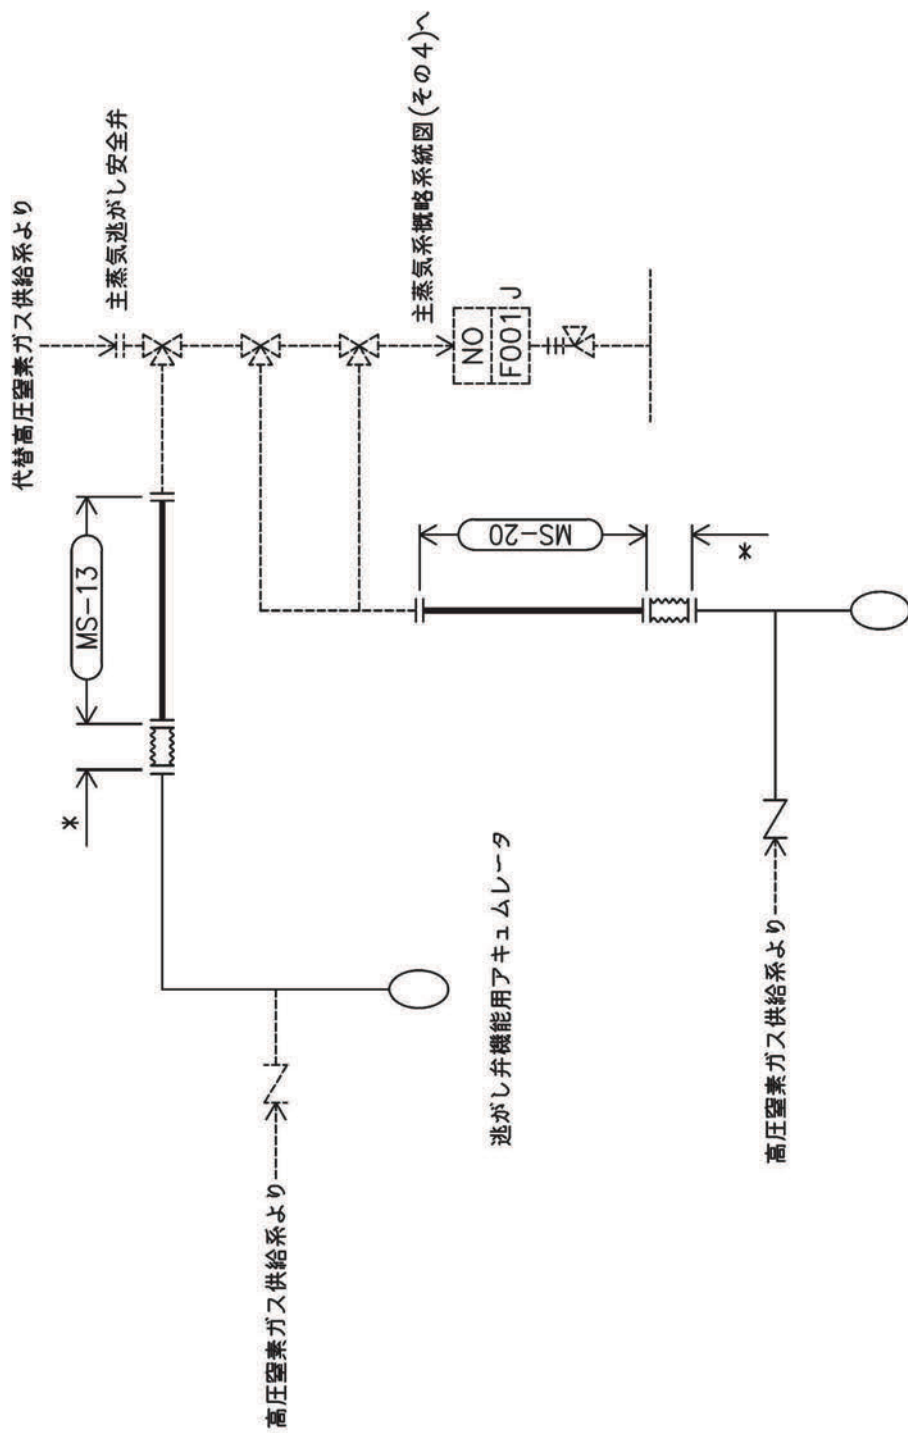 代替高圧窒素ガス供給系より
主蒸気逃がし安全弁
MS-13
*
主蒸気系概略系統図(その4)へ
NO
F001J
MS-20
*
逃がし弁機能用アキュムレータ
高圧窒素ガス供給系より
高圧窒素ガス供給系より